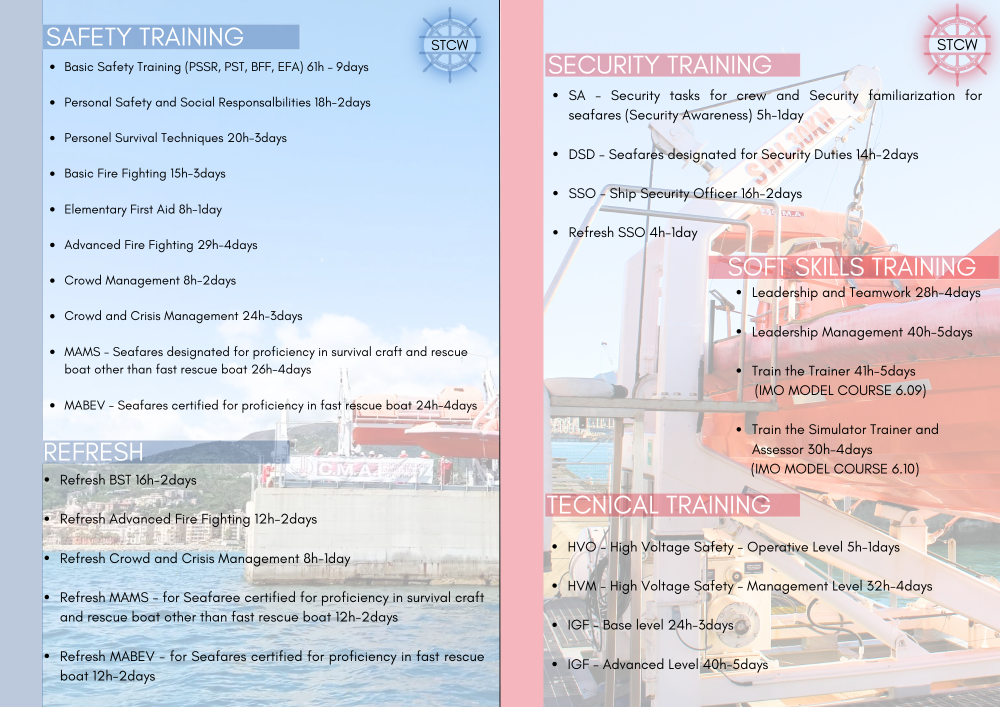 SAFETY TRAINING
STCW
• Basic Safety Training (PSSR, PST, BFF, EFA) 61h - 9days
• Personal Safety and Social Responsalbilities 18h-2days
• Personel Survival Techniques 20h-3days
• Basic Fire Fighting 15h-3days
• Elementary First Aid 8h-1day
• Advanced Fire Fighting 29h-4days
• Crowd Management 8h-2days
• Crowd and Crisis Management 24h-3days
• MAMS - Seafares designated for proficiency in survival craft and rescue
boat other than fast rescue boat 26h-4days
• MABEV - Seafares certified for proficiency in fast rescue boat 24h-4days
REFRESH
C.M.A.
FORMAZIONE
MARITTIMA
SUPERIORE
• Refresh BST 16h-2days
• Refresh Advanced Fire Fighting 12h-2days
• Refresh Crowd and Crisis Management 8h-1day
• Refresh MAMS - for Seafaree certified for proficiency in survival craft
and rescue boat other than fast rescue boat 12h-2days
• Refresh MABEV - for Seafares certified for proficiency in fast rescue
boat 12h-2days
STCW
SECURITY TRAINING
• SA - Security tasks for crew and Security familiarization for
seafares (Security Awareness) 5h-1day
SWL 30KN
• DSD - Seafares designated for Security Duties 14h-2days
• SSO - Ship Security Officer 16h-2days
C.M.A.
• Refresh SSO 4h-1day
SOFT SKILLS TRAINING
• Leadership and Teamwork 28h-4days
• Leadership Management 40h-5days
• Train the Trainer 41h-5days
(IMO MODEL COURSE 6.09)
• Train the Simulator Trainer and
Assessor 30h-4days
(IMO MODEL COURSE 6.10)
TECNICAL TRAINING
• HVO - High Voltage Safety - Operative Level 5h-1days
• HVM - High Voltage Safety - Management Level 32h-4days
• IGF - Base level 24h-3days
• IGF - Advanced Level 40h-5days